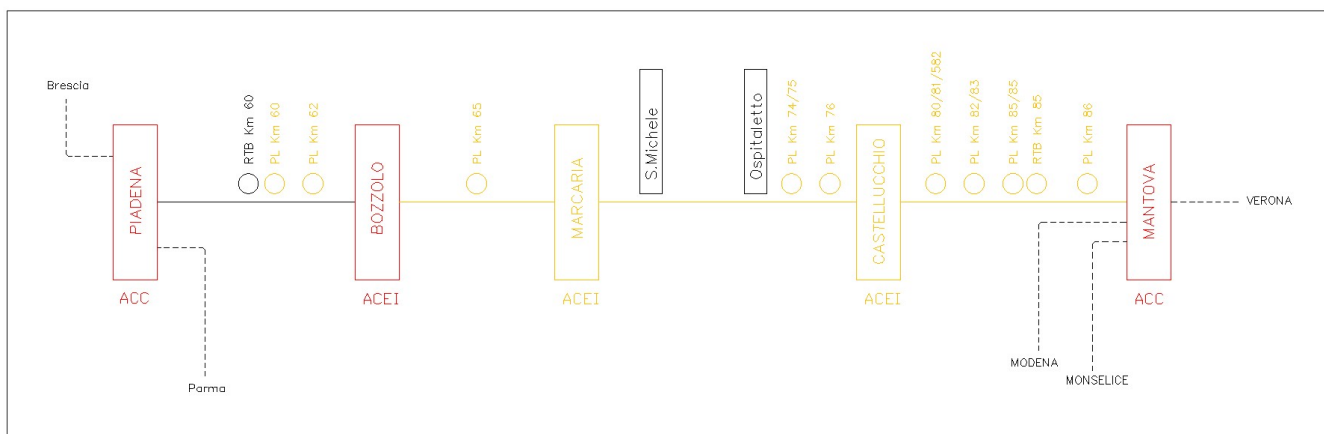 Brescia
PIADENA
ACC
Parma
RTB Km 60
PL Km 60
PL Km 62
BOZZOLO
ACEI
PL Km 65
MARCARIA
ACEI
S.Michele
Ospitaletto
PL Km 74/75
PL Km 76
CASTELLUCCHIO
ACEI
PL Km 80/81/582
PL Km 82/83
PL Km 85/85
RTB Km 85
PL Km 86
MANTOVA
ACC
VERONA
MODENA
MONSELICE